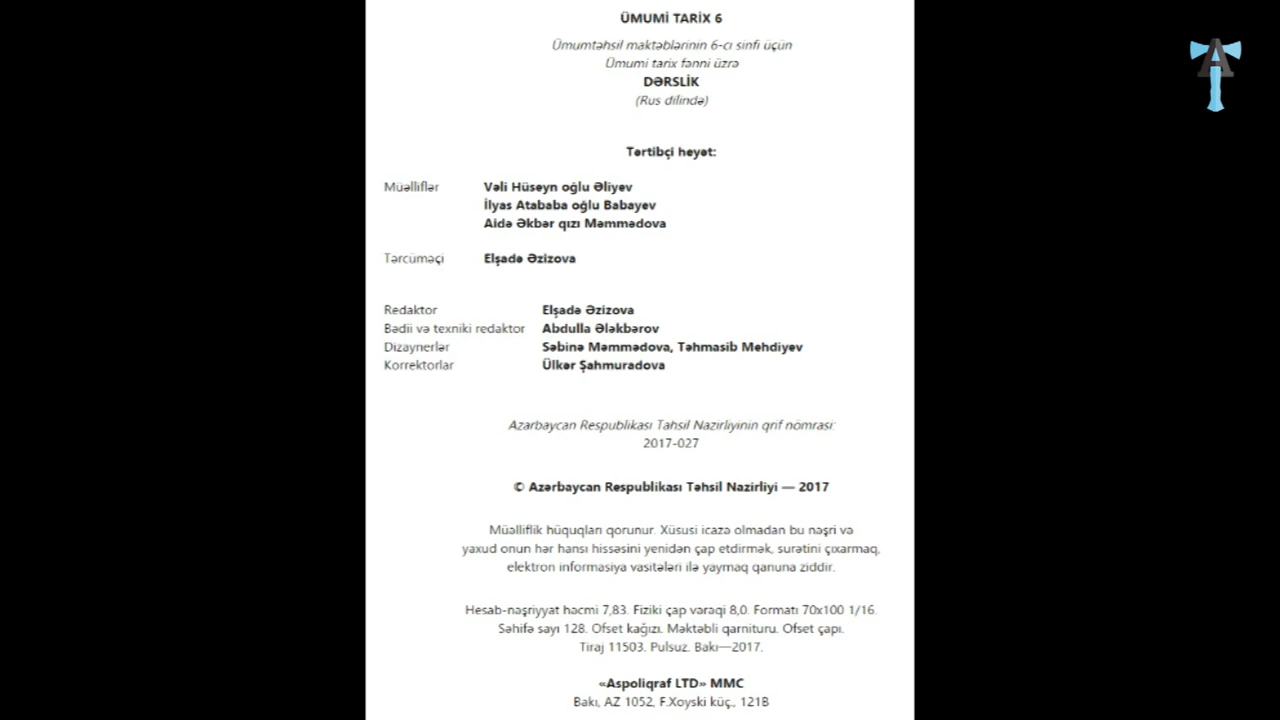 ÜMUMİ TARİX 6
Ümumtəhsil məktəblərinin 6-cı sinfi üçün
Ümumi tarix fənni üzrə
DƏRSLİK
(Rus dilində)
Tərtibçi heyət:
Müəlliflər Vəli Hüseyn oğlu Əliyev
İlyas Atababa oğlu Babayev
Aidə Əkbər qızı Məmmədova
Tərcüməçi Elşadə Əzizova
Redaktor Elşadə Əzizova
Bədii və texniki redaktor Abdulla Ələkbərov
Dizaynerlər Səbinə Məmmədova, Təhmasib Mehdiyev
Korrektorlar Ülkər Şahmuradova
Azərbaycan Respublikası Təhsil Nazirliyinin qrif nömrəsi:
2017-027
© Azərbaycan Respublikası Təhsil Nazirliyi — 2017
Müəlliflik hüquqları qorunur. Xüsusi icazə olmadan bu nəşri və
yaxud onun hər hansı hissəsini yenidən çap etdirmək, surətini çıxarmaq,
elektron informasiya vasitələri ilə yaymaq qanuna ziddir.
Hesab-nəşriyyat həcmi 7,83. Fiziki çap vərəqi 8,0. Formatı 70x100 1/16.
Səhifə sayı 128. Ofset kağızı. Məktəbli qarnituru. Ofset çapı.
Tiraj 11503. Pulsuz. Bakı—2017.
«Aspoliqraf LTD» MMC
Bakı, AZ 1052, F.Xoyski küç., 121B